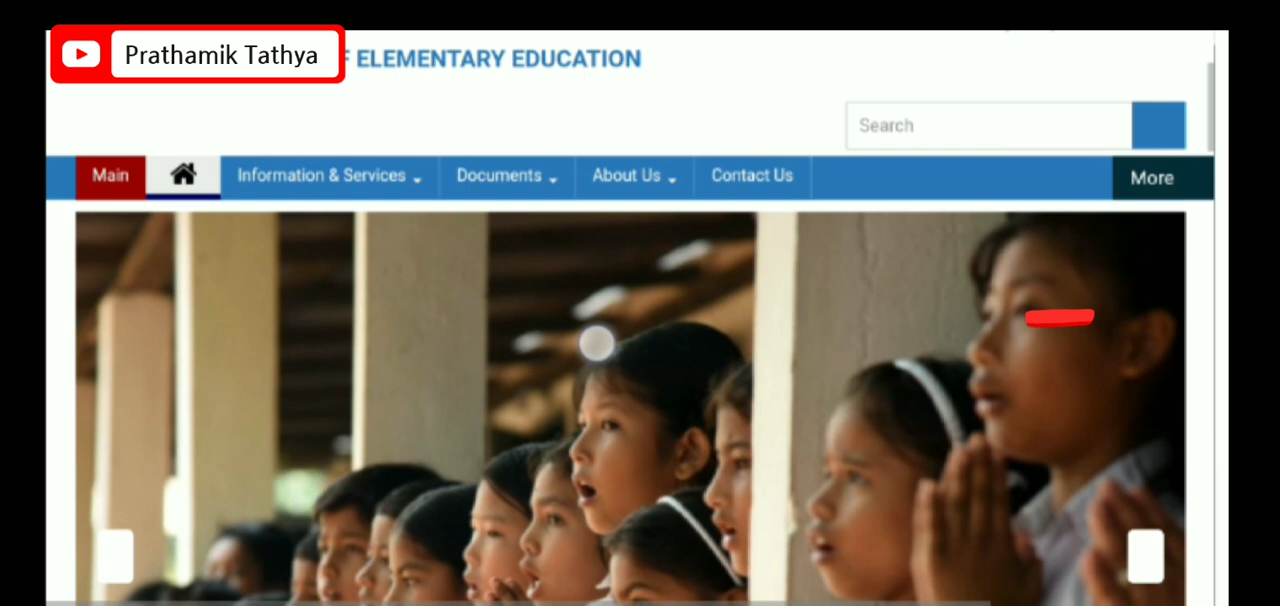 Prathamik Tathya
ELEMENTARY EDUCATION
Search
Main
Information & Services
Documents
About Us
Contact Us
More